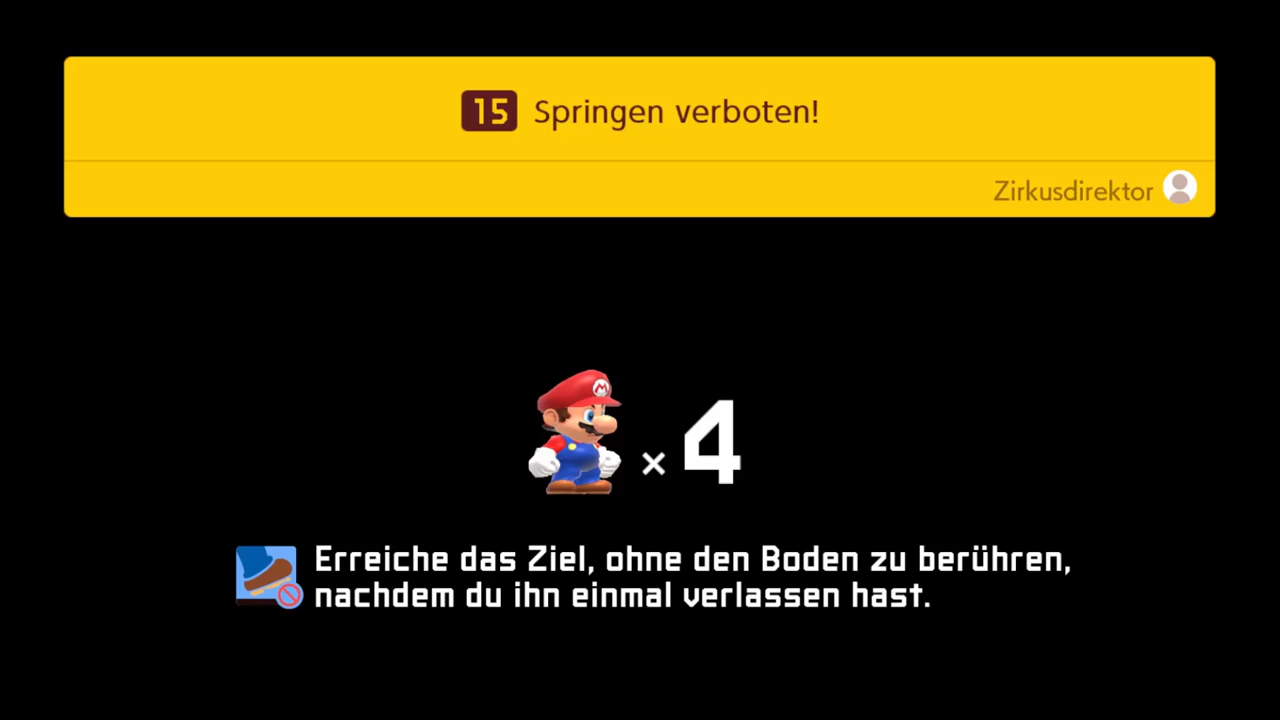 15 Springen verboten!
Zirkusdirektor
× 4
Erreiche das Ziel, ohne den Boden zu berühren,
nachdem du ihn einmal verlassen hast.